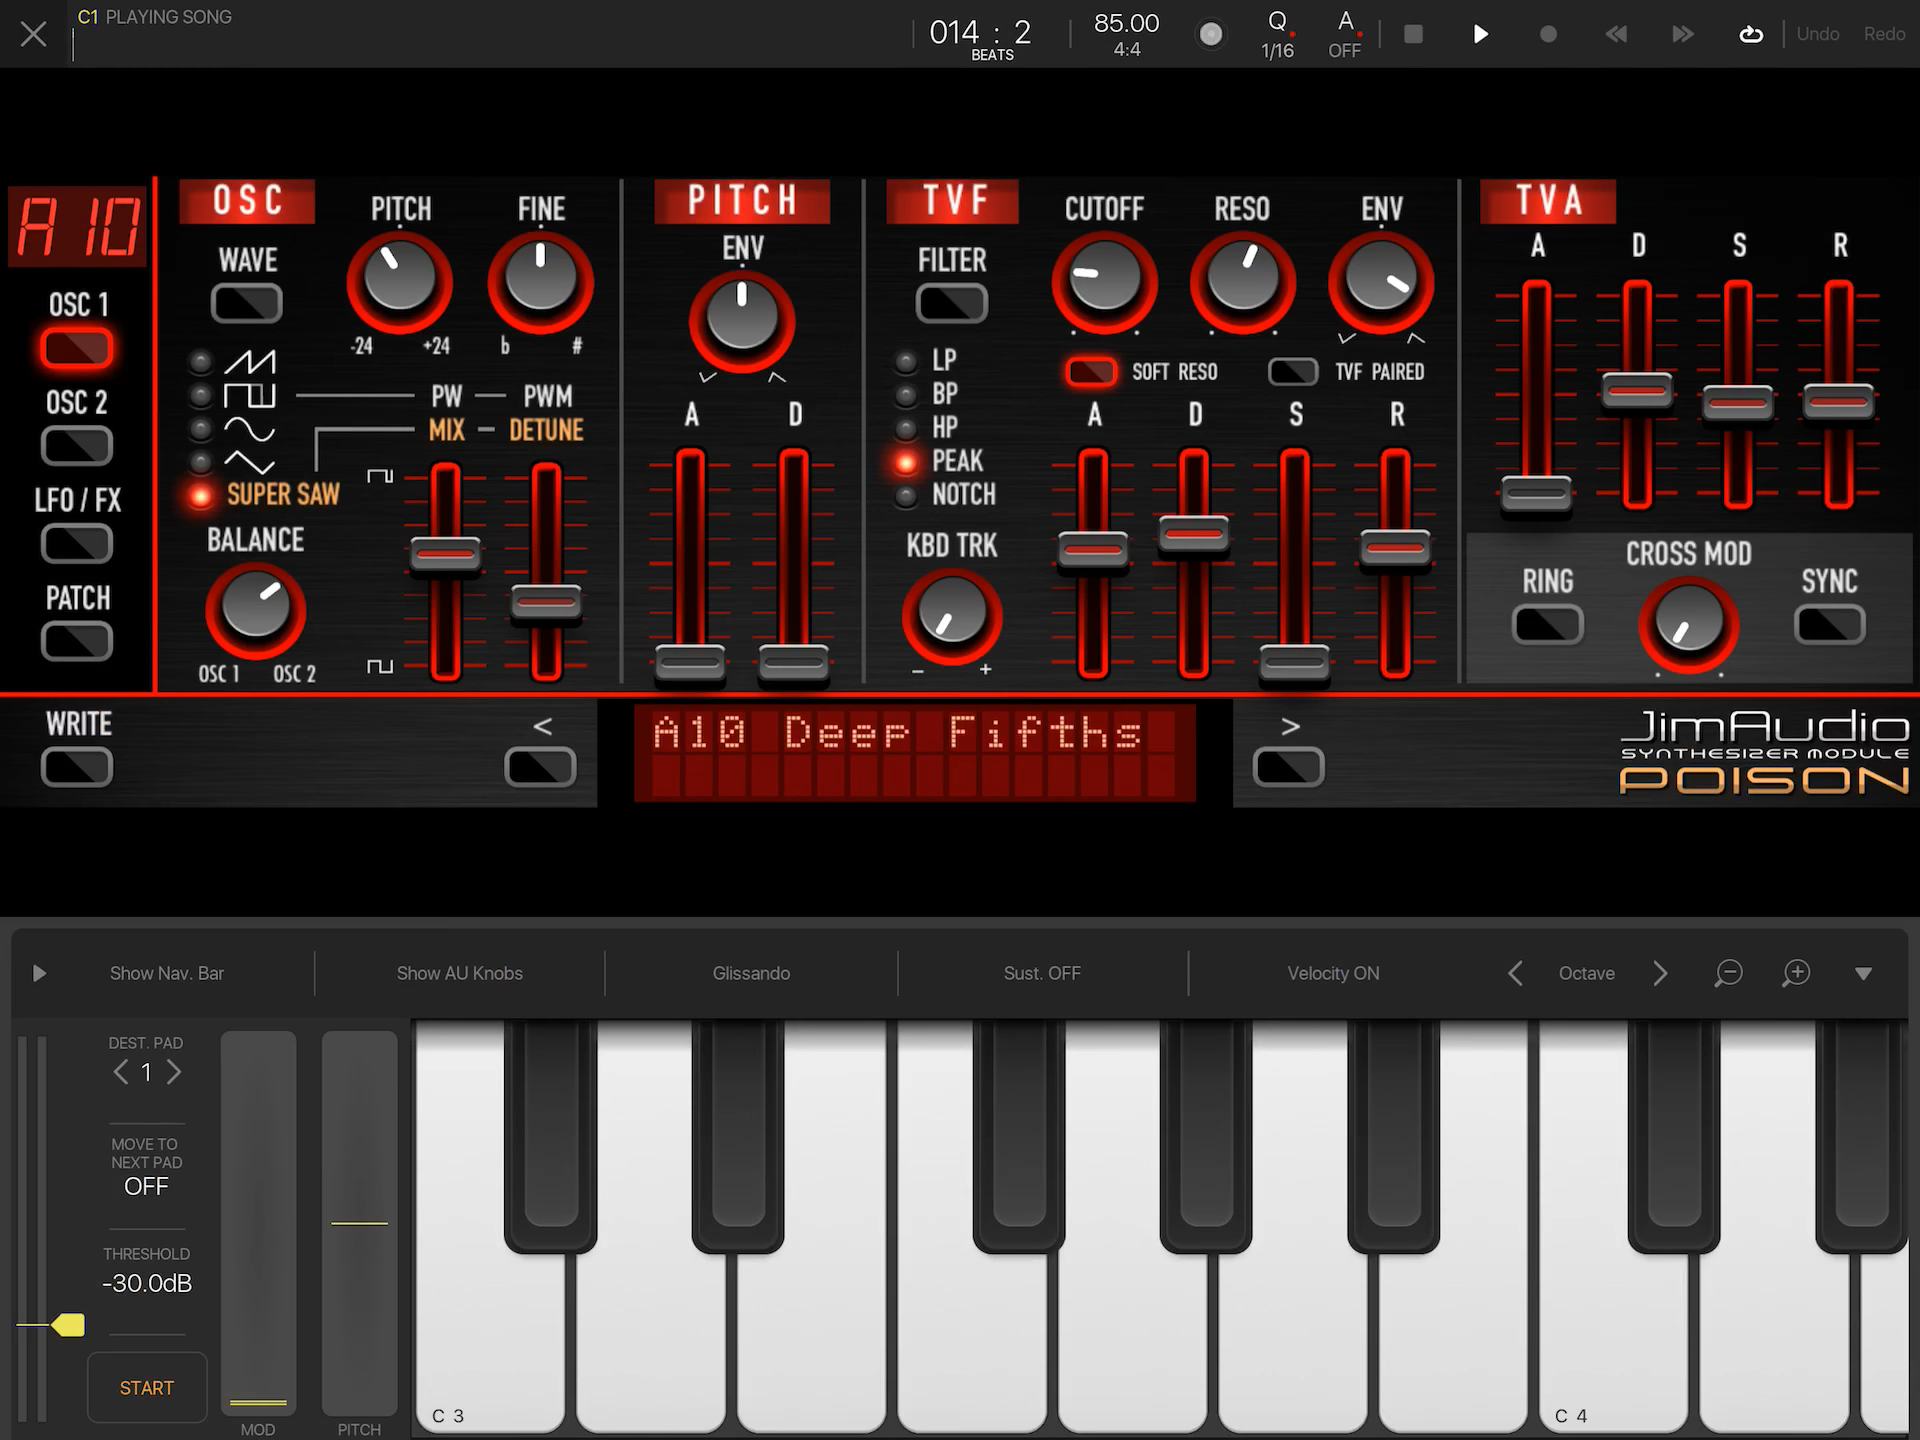 C1 PLAYING SONG
014 : 2
BEATS
85.00
4:4
Q
1/16
A
OFF
Undo
Redo
A10
OSC 1
OSC 2
LFO / FX
PATCH
OSC
WAVE
PITCH
-24 +24
FINE
b #
PW PWM
MIX DETUNE
SUPER SAW
BALANCE
OSC 1 OSC 2
PITCH
ENV
A D
TVF
FILTER
LP
BP
HP
PEAK
NOTCH
KBD TRK
- +
CUTOFF RESO ENV
SOFT RESO TVF PAIRED
A D S R
TVA
A D S R
CROSS MOD
RING
SYNC
WRITE
<
A10 Deep Fifths
>
JimAudio
SYNTHESIZER MODULE
POISON
Show Nav. Bar
Show AU Knobs
Glissando
Sust. OFF
Velocity ON
Octave
DEST. PAD
1
MOVE TO
NEXT PAD
OFF
THRESHOLD
-30.0dB
START
MOD
PITCH
C 3
C 4